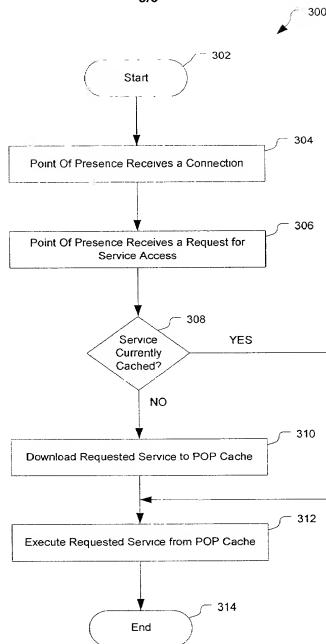 300
302
Start
304
Point Of Presence Receives a Connection
306
Point Of Presence Receives a Request for
Service Access
308
Service
Currently
Cached?
YES
NO
310
Download Requested Service to POP Cache
312
Execute Requested Service from POP Cache
314
End